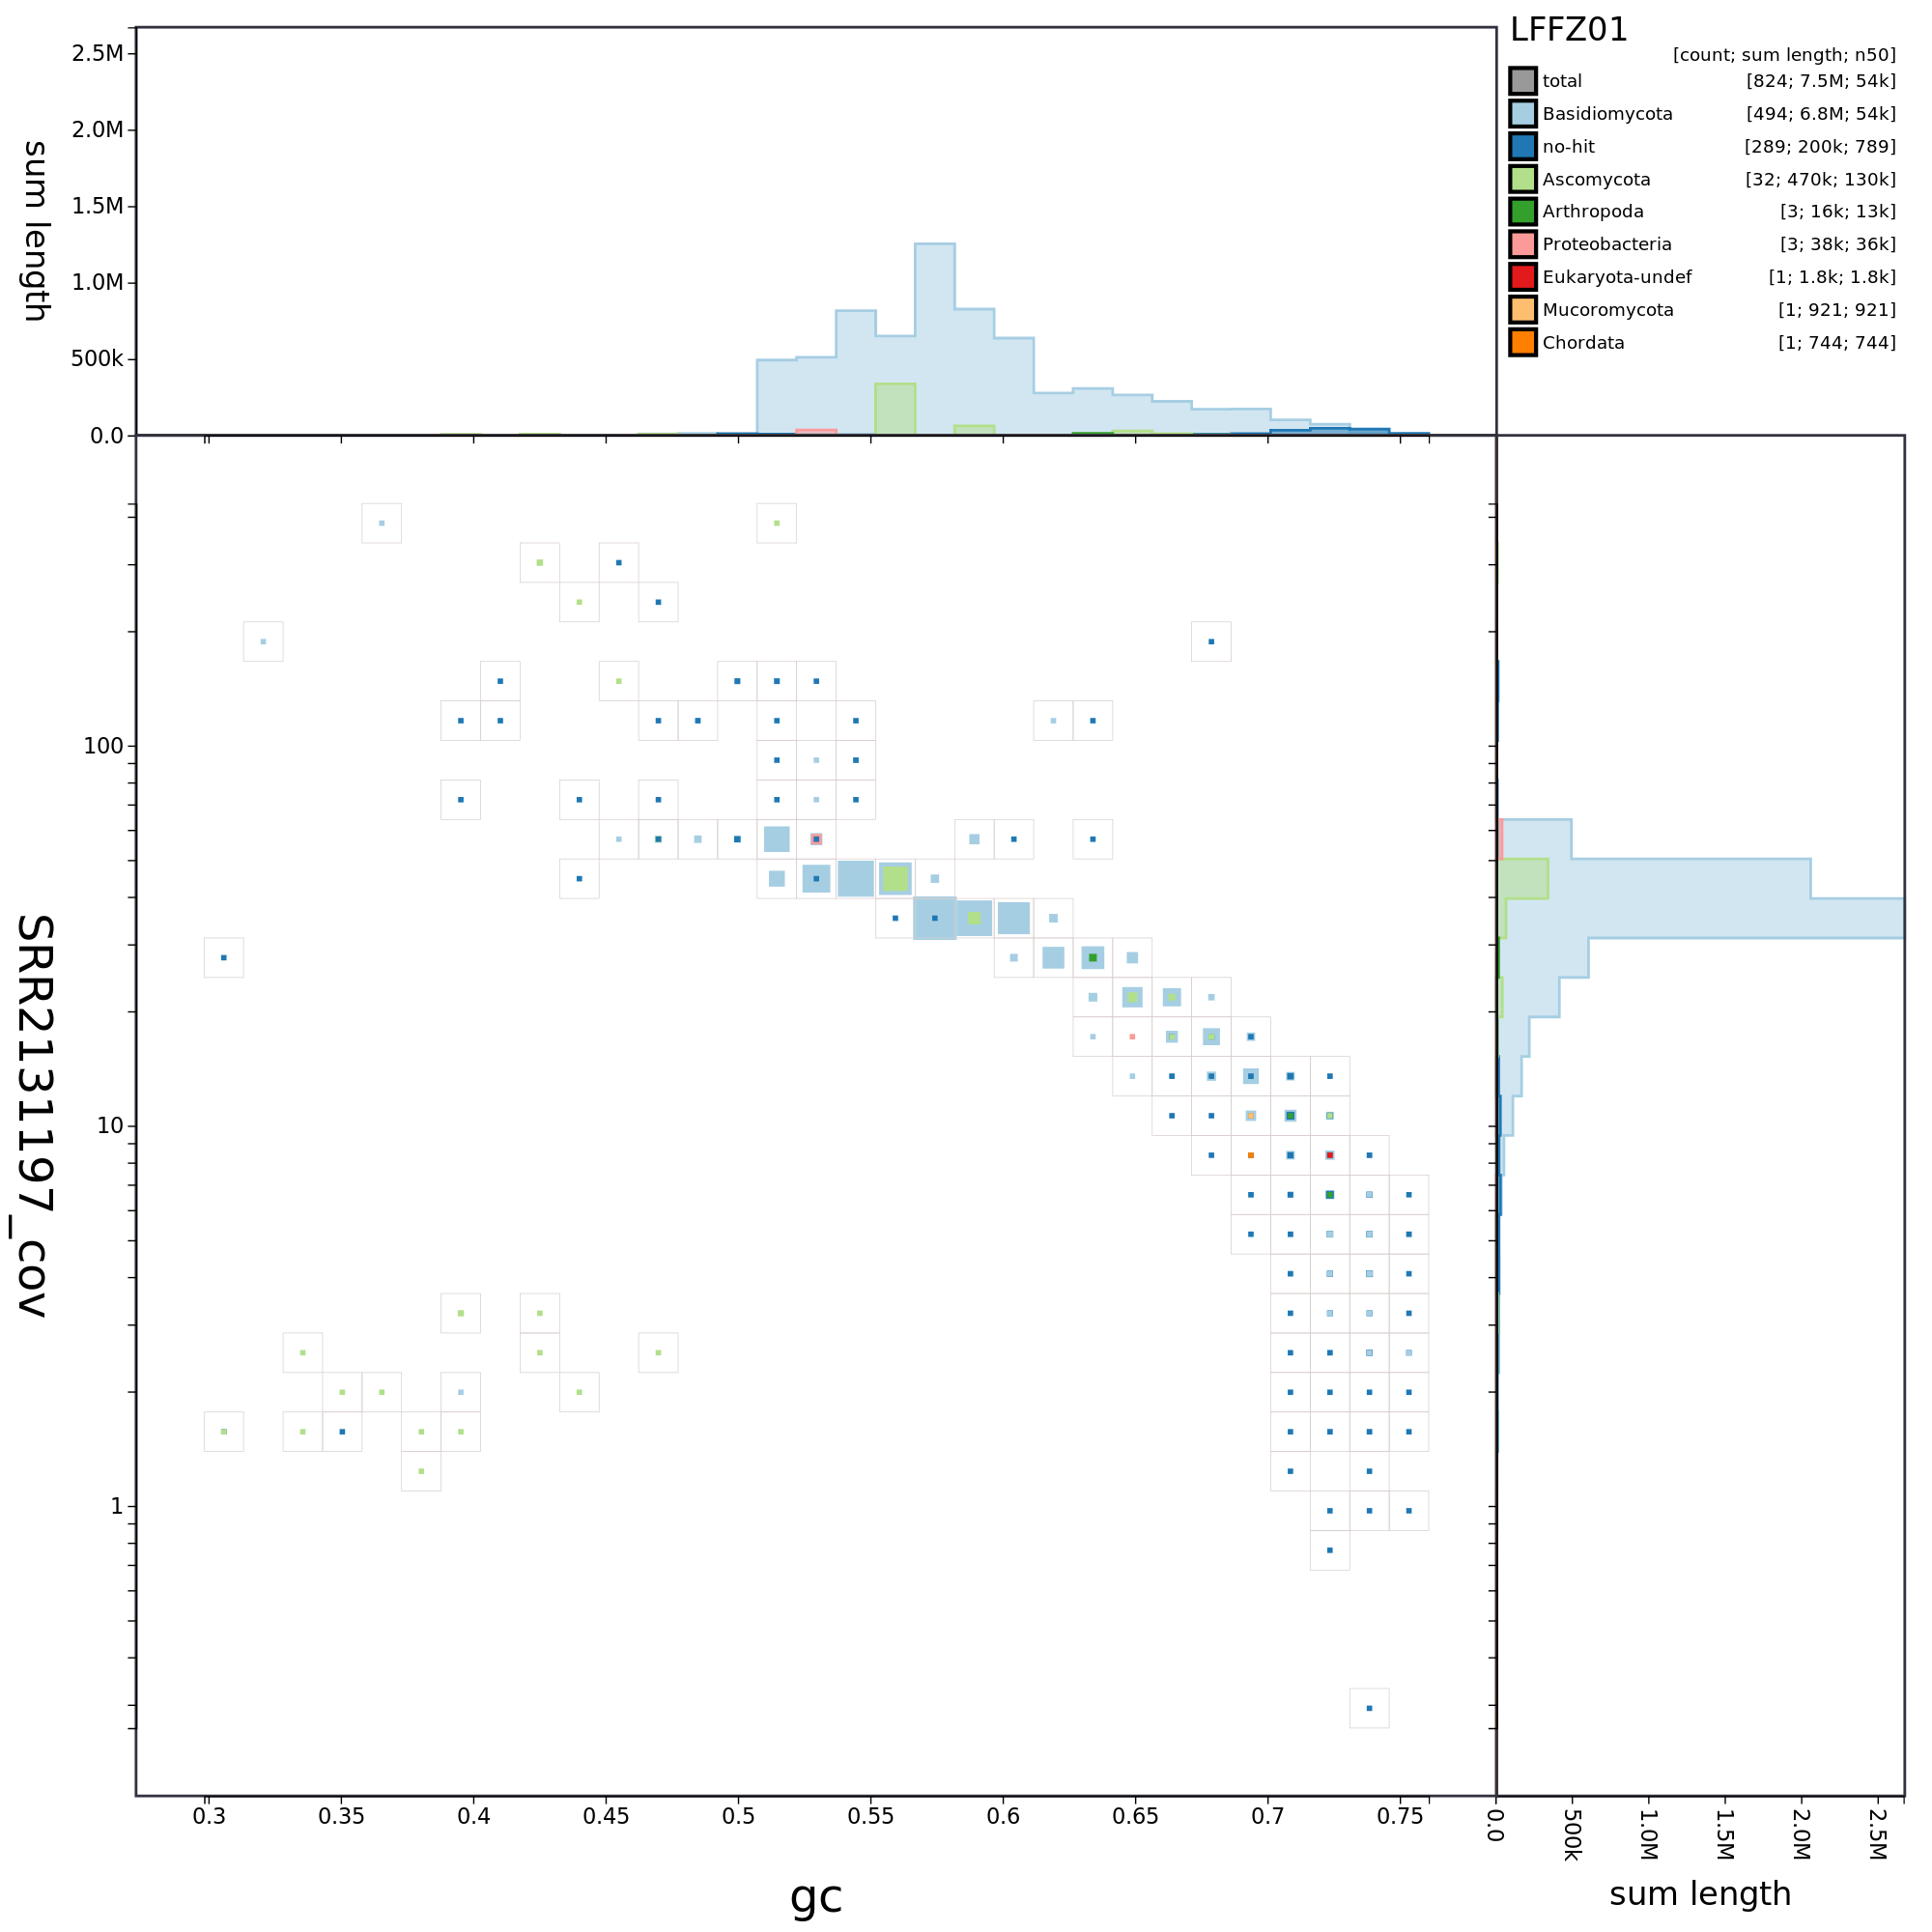 LFFZ01
[count; sum length; n50]
total [824; 7.5M; 54k]
Basidiomycota [494; 6.8M; 54k]
no-hit [289; 200k; 789]
Ascomycota [32; 470k; 130k]
Arthropoda [3; 16k; 13k]
Proteobacteria [3; 38k; 36k]
Eukaryota-undef [1; 1.8k; 1.8k]
Mucoromycota [1; 921; 921]
Chordata [1; 744; 744]
sum length
2.5M
2.0M
1.5M
1.0M
500k
0.0
SRR2131197_cov
100
10
1
0.3 0.35 0.4 0.45 0.5 0.55 0.6 0.65 0.7 0.75
gc
0.0 500k 1.0M 1.5M 2.0M 2.5M
sum length